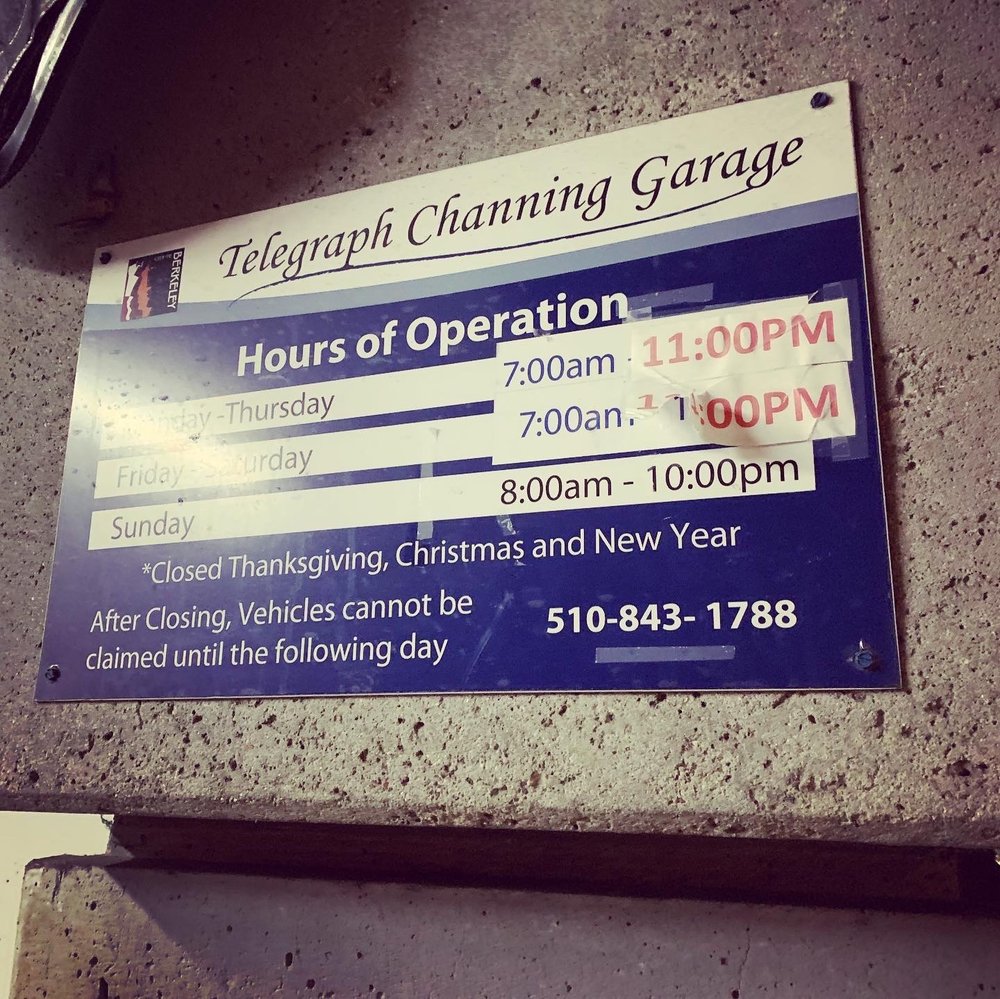 Telegraph Channing Garage
BERKELEY
Hours of Operation
Monday -Thursday 7:00am - 11:00PM
Friday - Saturday 7:00am :00PM
Sunday 8:00am - 10:00pm
*Closed Thanksgiving, Christmas and New Year
After Closing, Vehicles cannot be
claimed until the following day
510-843- 1788